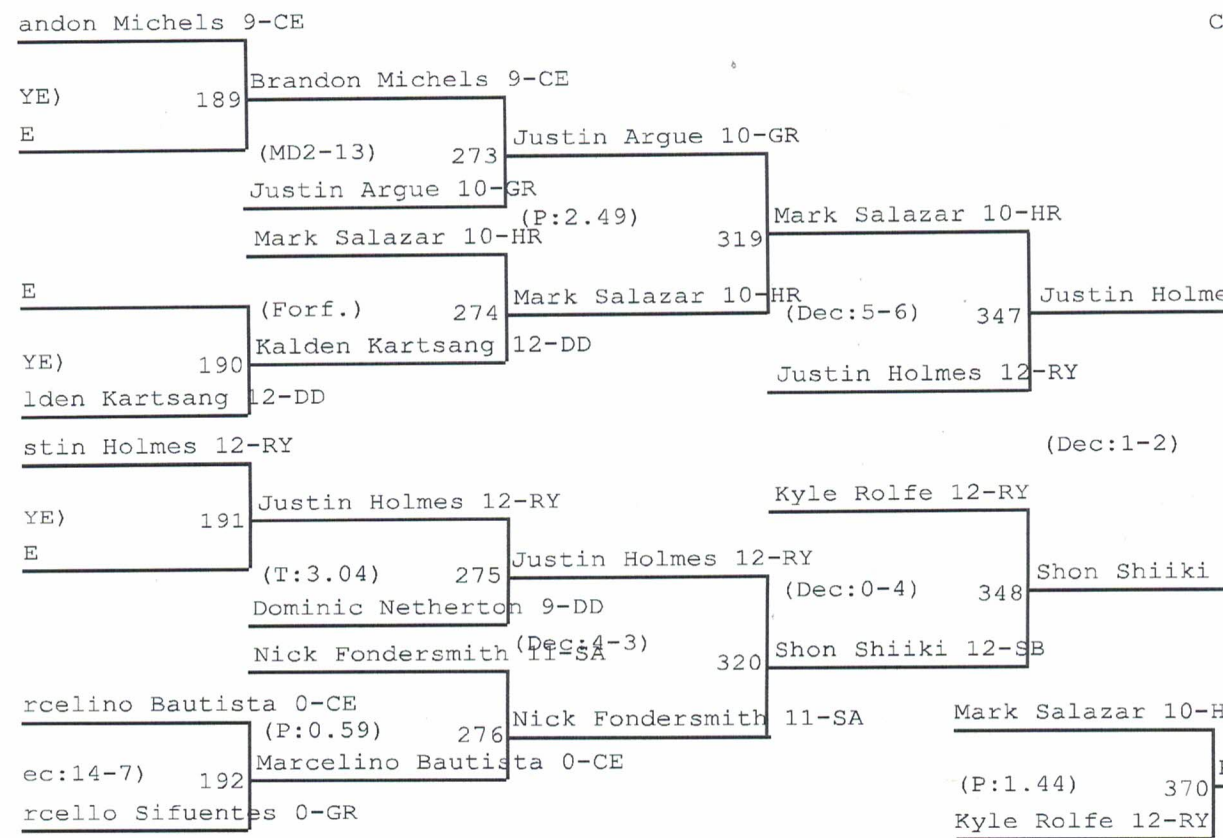 andon Michels 9-CE
C
Brandon Michels 9-CE
YE)
189
E
Justin Argue 10-GR
(MD2-13)
273
Justin Argue 10-GR
(P:2.49)
Mark Salazar 10-HR
Mark Salazar 10-HR
319
E
Mark Salazar 10-HR
Justin Holme
(Forf.)
274
(Dec:5-6)
347
Kalden Kartsang 12-DD
YE)
190
Justin Holmes 12-RY
lden Kartsang 12-DD
stin Holmes 12-RY
(Dec:1-2)
Justin Holmes 12-RY
Kyle Rolfe 12-RY
YE)
191
E
Justin Holmes 12-RY
(T:3.04)
275
(Dec:0-4)
348
Shon Shiiki
Dominic Netherton 9-DD
(Dec:4-3)
Nick Fondersmith 11-SA
320
Shon Shiiki 12-SB
rcelino Bautista 0-CE
Mark Salazar 10-H
(P:0.59)
276
Nick Fondersmith 11-SA
Marcelino Bautista 0-CE
ec:14-7)
192
(P:1.44)
370
rcello Sifuentes 0-GR
Kyle Rolfe 12-RY